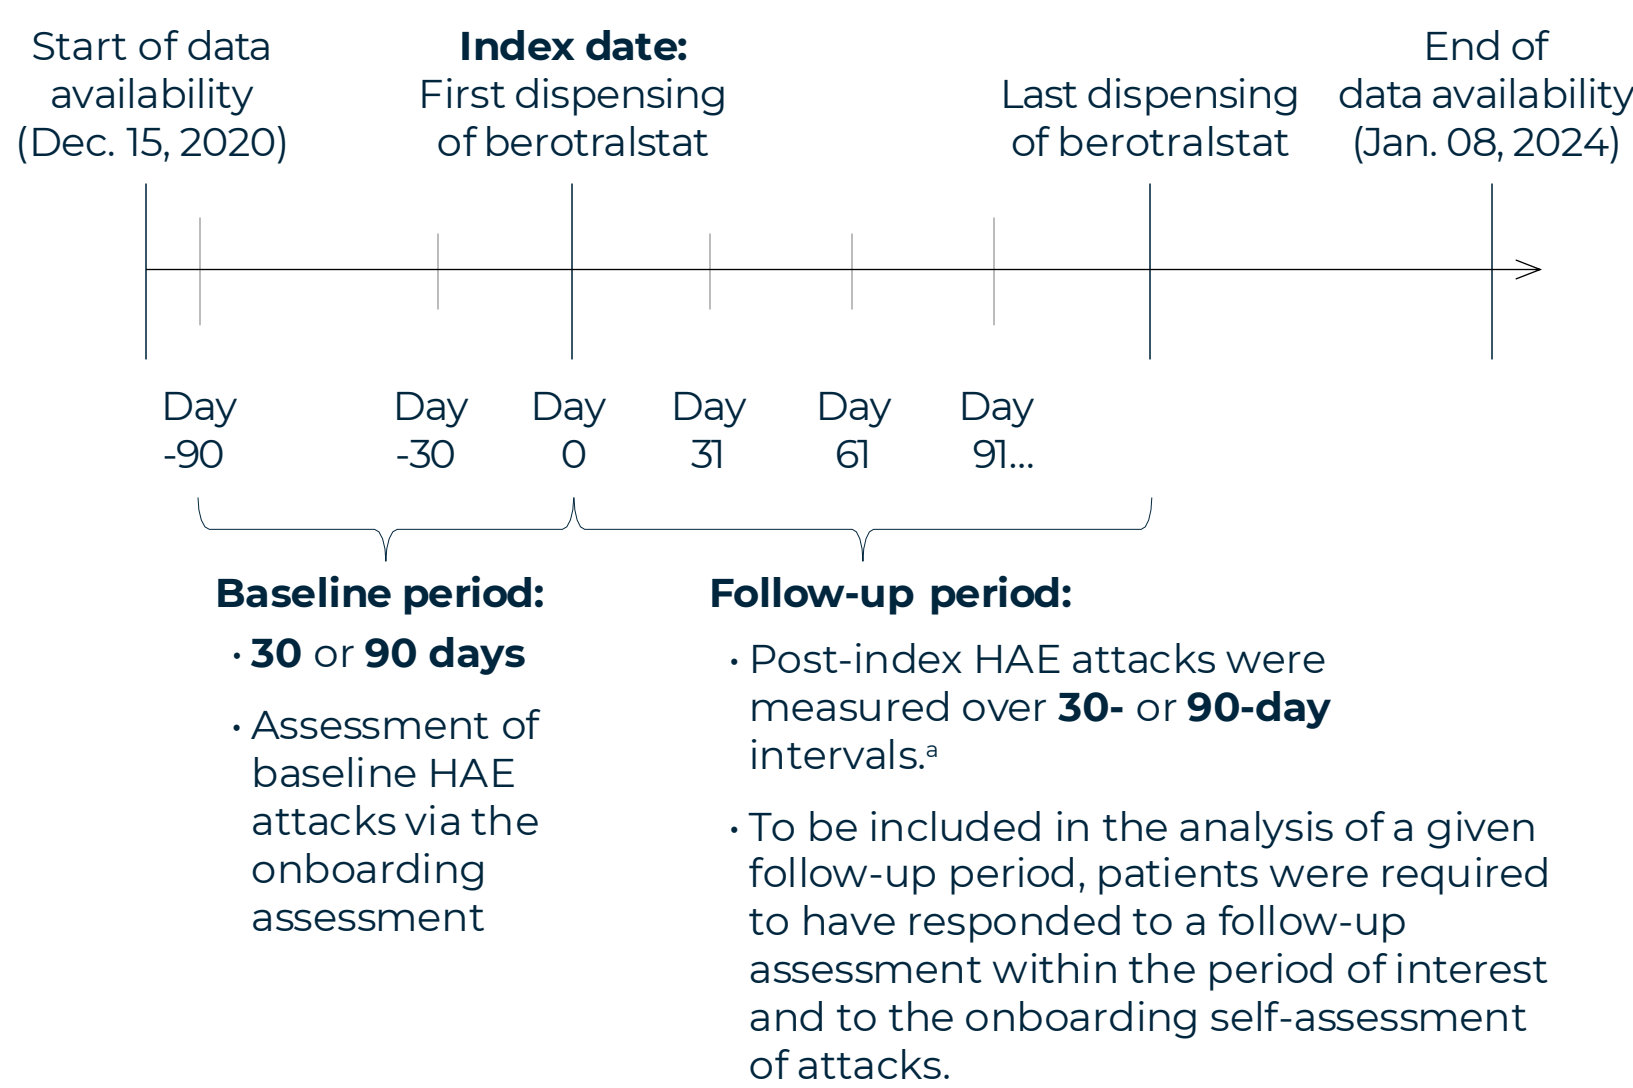 Start of data
availability
(Dec. 15, 2020)
Index date:
First dispensing
of berotralstat
Last dispensing
of berotralstat
End of
data availability
(Jan. 08, 2024)
Day
-90
Day
-30
Day
0
Day
31
Day
61
Day
91...
Baseline period:
· 30 or 90 days
· Assessment of
baseline HAE
attacks via the
onboarding
assessment
Follow-up period:
· Post-index HAE attacks were
measured over 30- or 90-day
intervals.ᵃ
· To be included in the analysis of a given
follow-up period, patients were required
to have responded to a follow-up
assessment within the period of interest
and to the onboarding self-assessment
of attacks.